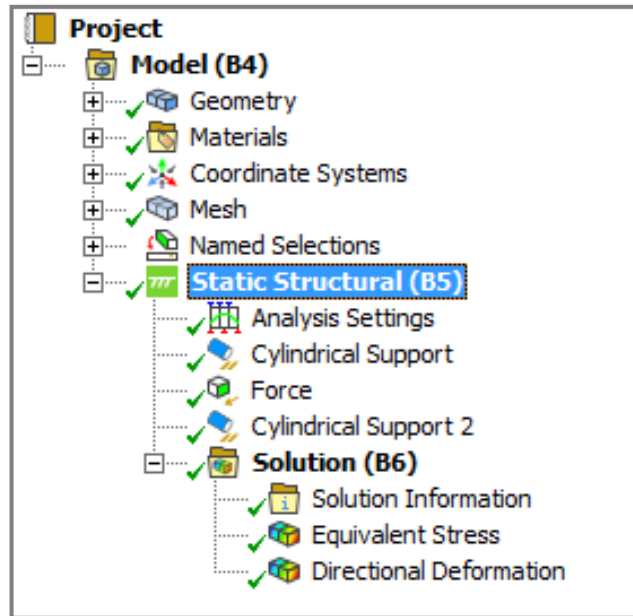 Project
Model (B4)
Geometry
Materials
Coordinate Systems
Mesh
Named Selections
Static Structural (B5)
Analysis Settings
Cylindrical Support
Force
Cylindrical Support 2
Solution (B6)
Solution Information
Equivalent Stress
Directional Deformation